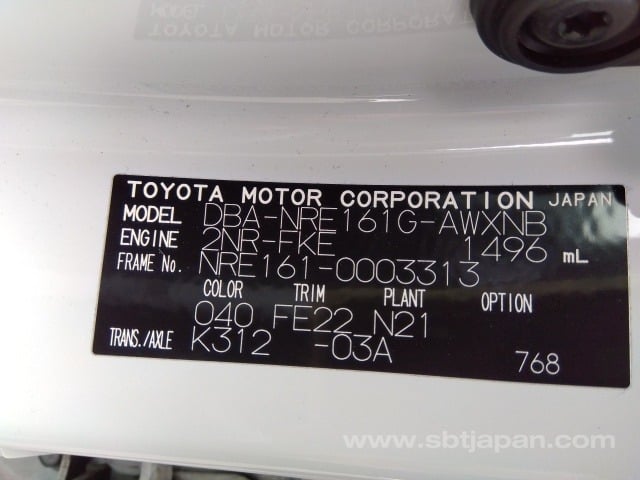 TOYOTA MOTOR CORPORATION JAPAN
MODEL DBA-NRE161G-AWXNB
ENGINE 2NR-FKE 1496 mL
FRAME No. NRE161-0003313
COLOR TRIM PLANT OPTION
040 FE22 N21
TRANS./AXLE K312 -03A
768
www.sbtjapan.com